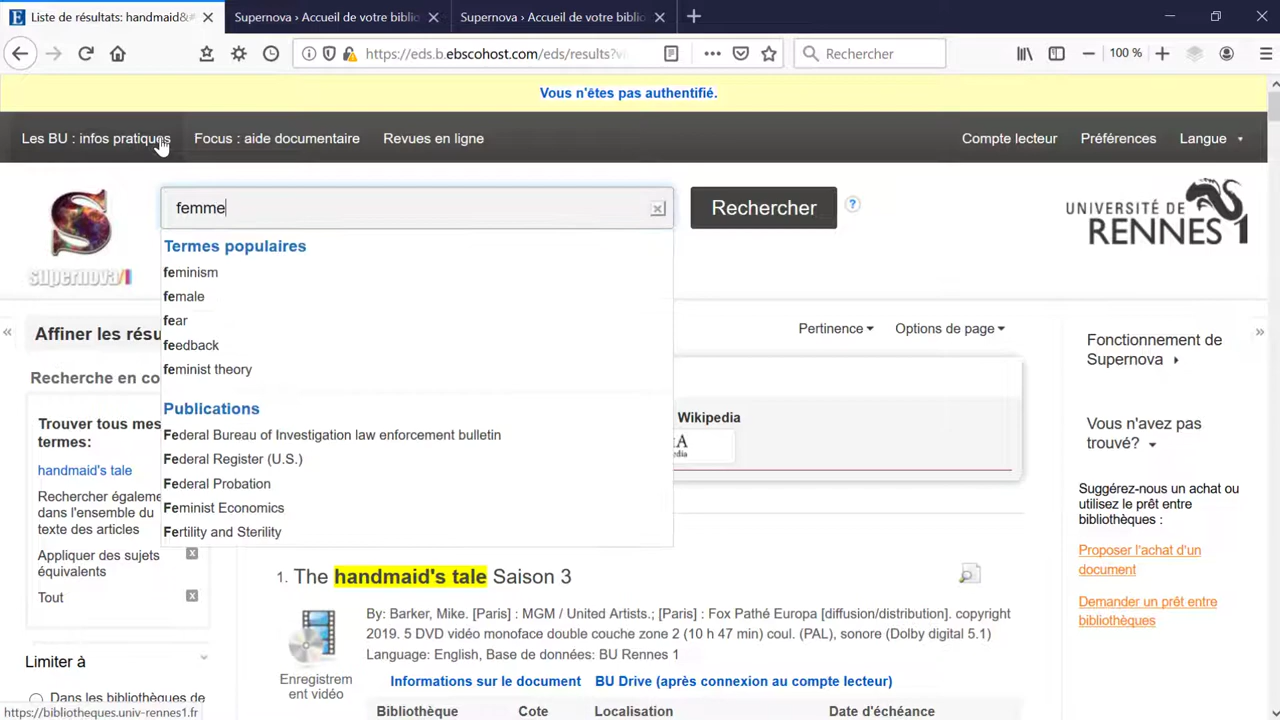 Liste de résultats: handmaid&#
Supernova › Accueil de votre biblio
Supernova › Accueil de votre biblio
https://eds.b.ebscohost.com/eds/results?vi
Rechercher
100 %
Vous n'êtes pas authentifié.
Les BU : infos pratiques
Focus : aide documentaire
Revues en ligne
Compte lecteur
Préférences
Langue
femme
Rechercher
?
UNIVERSITÉ DE
RENNES 1
supernova
Termes populaires
feminism
female
fear
feedback
feminist theory
Publications
Federal Bureau of Investigation law enforcement bulletin
Federal Register (U.S.)
Federal Probation
Feminist Economics
Fertility and Sterility
«
Affiner les résu
Recherche en co
Trouver tous mes
termes:
handmaid's tale
Rechercher égaleme
dans l'ensemble du
texte des articles
Appliquer des sujets
équivalents
Tout
Limiter à
Dans les bibliothèques de
https://bibliotheques.univ-rennes1.fr
Pertinence
Options de page
Wikipedia
1. The handmaid's tale Saison 3
By: Barker, Mike. [Paris] : MGM / United Artists.; [Paris] : Fox Pathé Europa [diffusion/distribution]. copyright
2019. 5 DVD vidéo monoface double couche zone 2 (10 h 47 min) coul. (PAL), sonore (Dolby digital 5.1)
Language: English, Base de données: BU Rennes 1
Enregistrem
ent vidéo
Informations sur le document
BU Drive (après connexion au compte lecteur)
Bibliothèque
Cote
Localisation
Date d'échéance
»
Fonctionnement de
Supernova
Vous n'avez pas
trouvé?
Suggérez-nous un achat ou
utilisez le prêt entre
bibliothèques :
Proposer l'achat d'un
document
Demander un prêt entre
bibliothèques